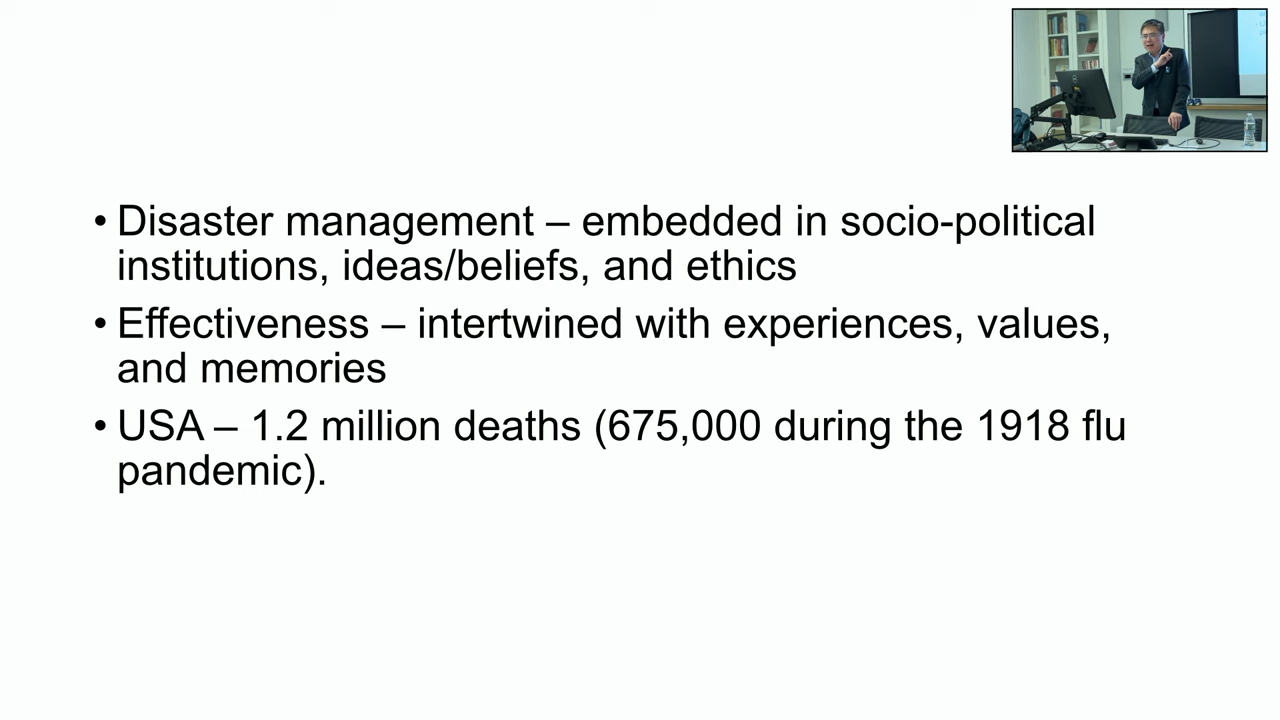 • Disaster management – embedded in socio-political
institutions, ideas/beliefs, and ethics
• Effectiveness – intertwined with experiences, values,
and memories
• USA – 1.2 million deaths (675,000 during the 1918 flu
pandemic).